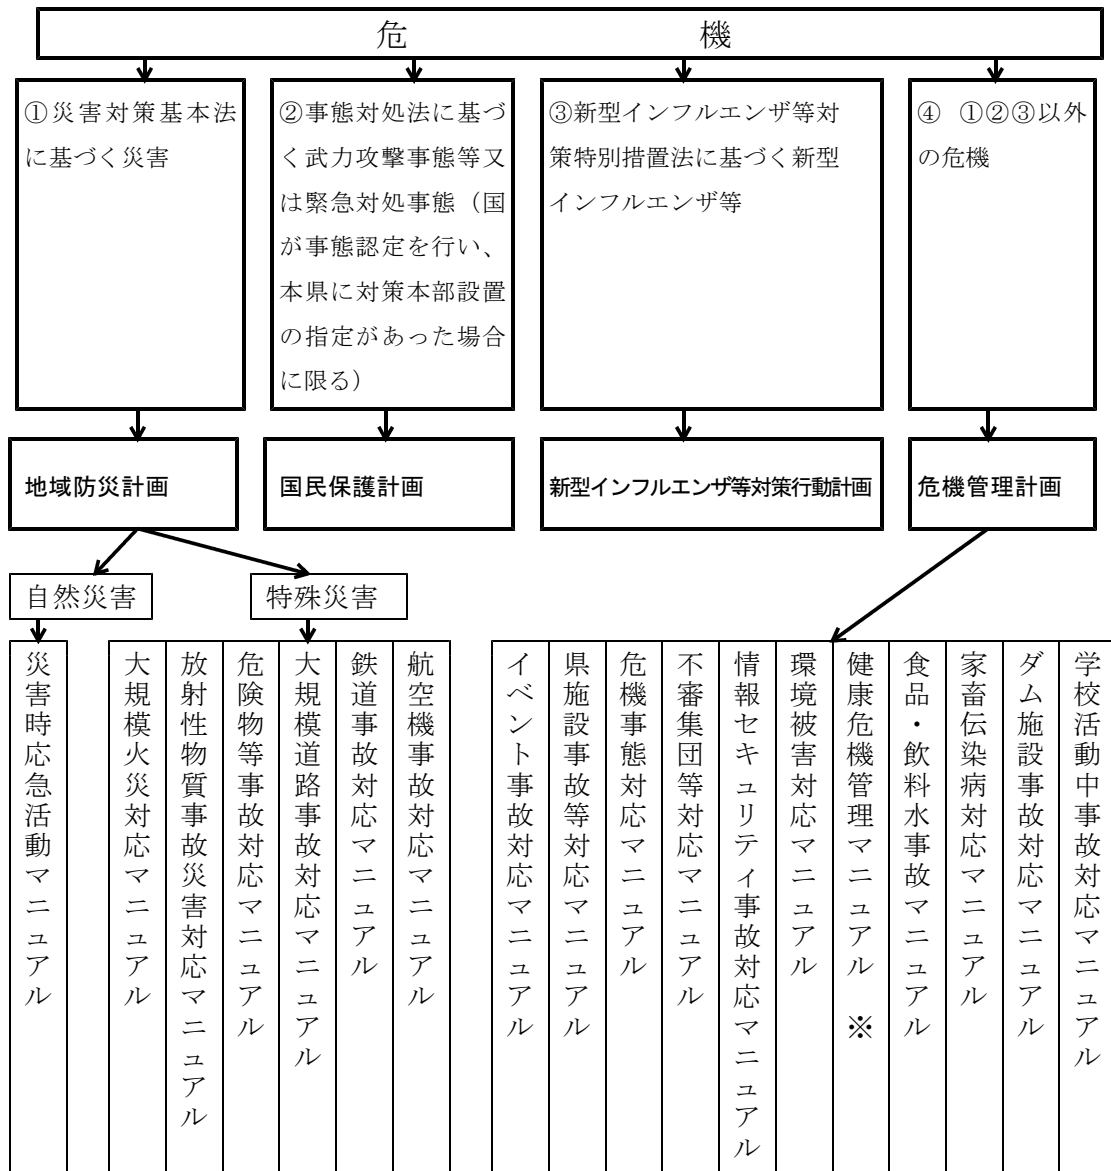 危　機
①災害対策基本法
に基づく災害
②事態対処法に基づ
く武力攻撃事態等又
は緊急対処事態（国
が事態認定を行い、
本県に対策本部設置
の指定があった場合
に限る）
③新型インフルエンザ等対
策特別措置法に基づく新型
インフルエンザ等
④　①②③以外
の危機
地域防災計画
国民保護計画
新型インフルエンザ等対策行動計画
危機管理計画
自然災害
特殊災害
災害時応急活動マニュアル
大規模火災対応マニュアル
放射性物質事故災害対応マニュアル
危険物等事故対応マニュアル
大規模道路事故対応マニュアル
鉄道事故対応マニュアル
航空機事故対応マニュアル
イベント事故対応マニュアル
県施設事故等対応マニュアル
危機事態対応マニュアル
不審集団等対応マニュアル
情報セキュリティ事故対応マニュアル
環境被害対応マニュアル
健康危機管理マニュアル　※
食品・飲料水事故マニュアル
家畜伝染病対応マニュアル
ダム施設事故対応マニュアル
学校活動中事故対応マニュアル